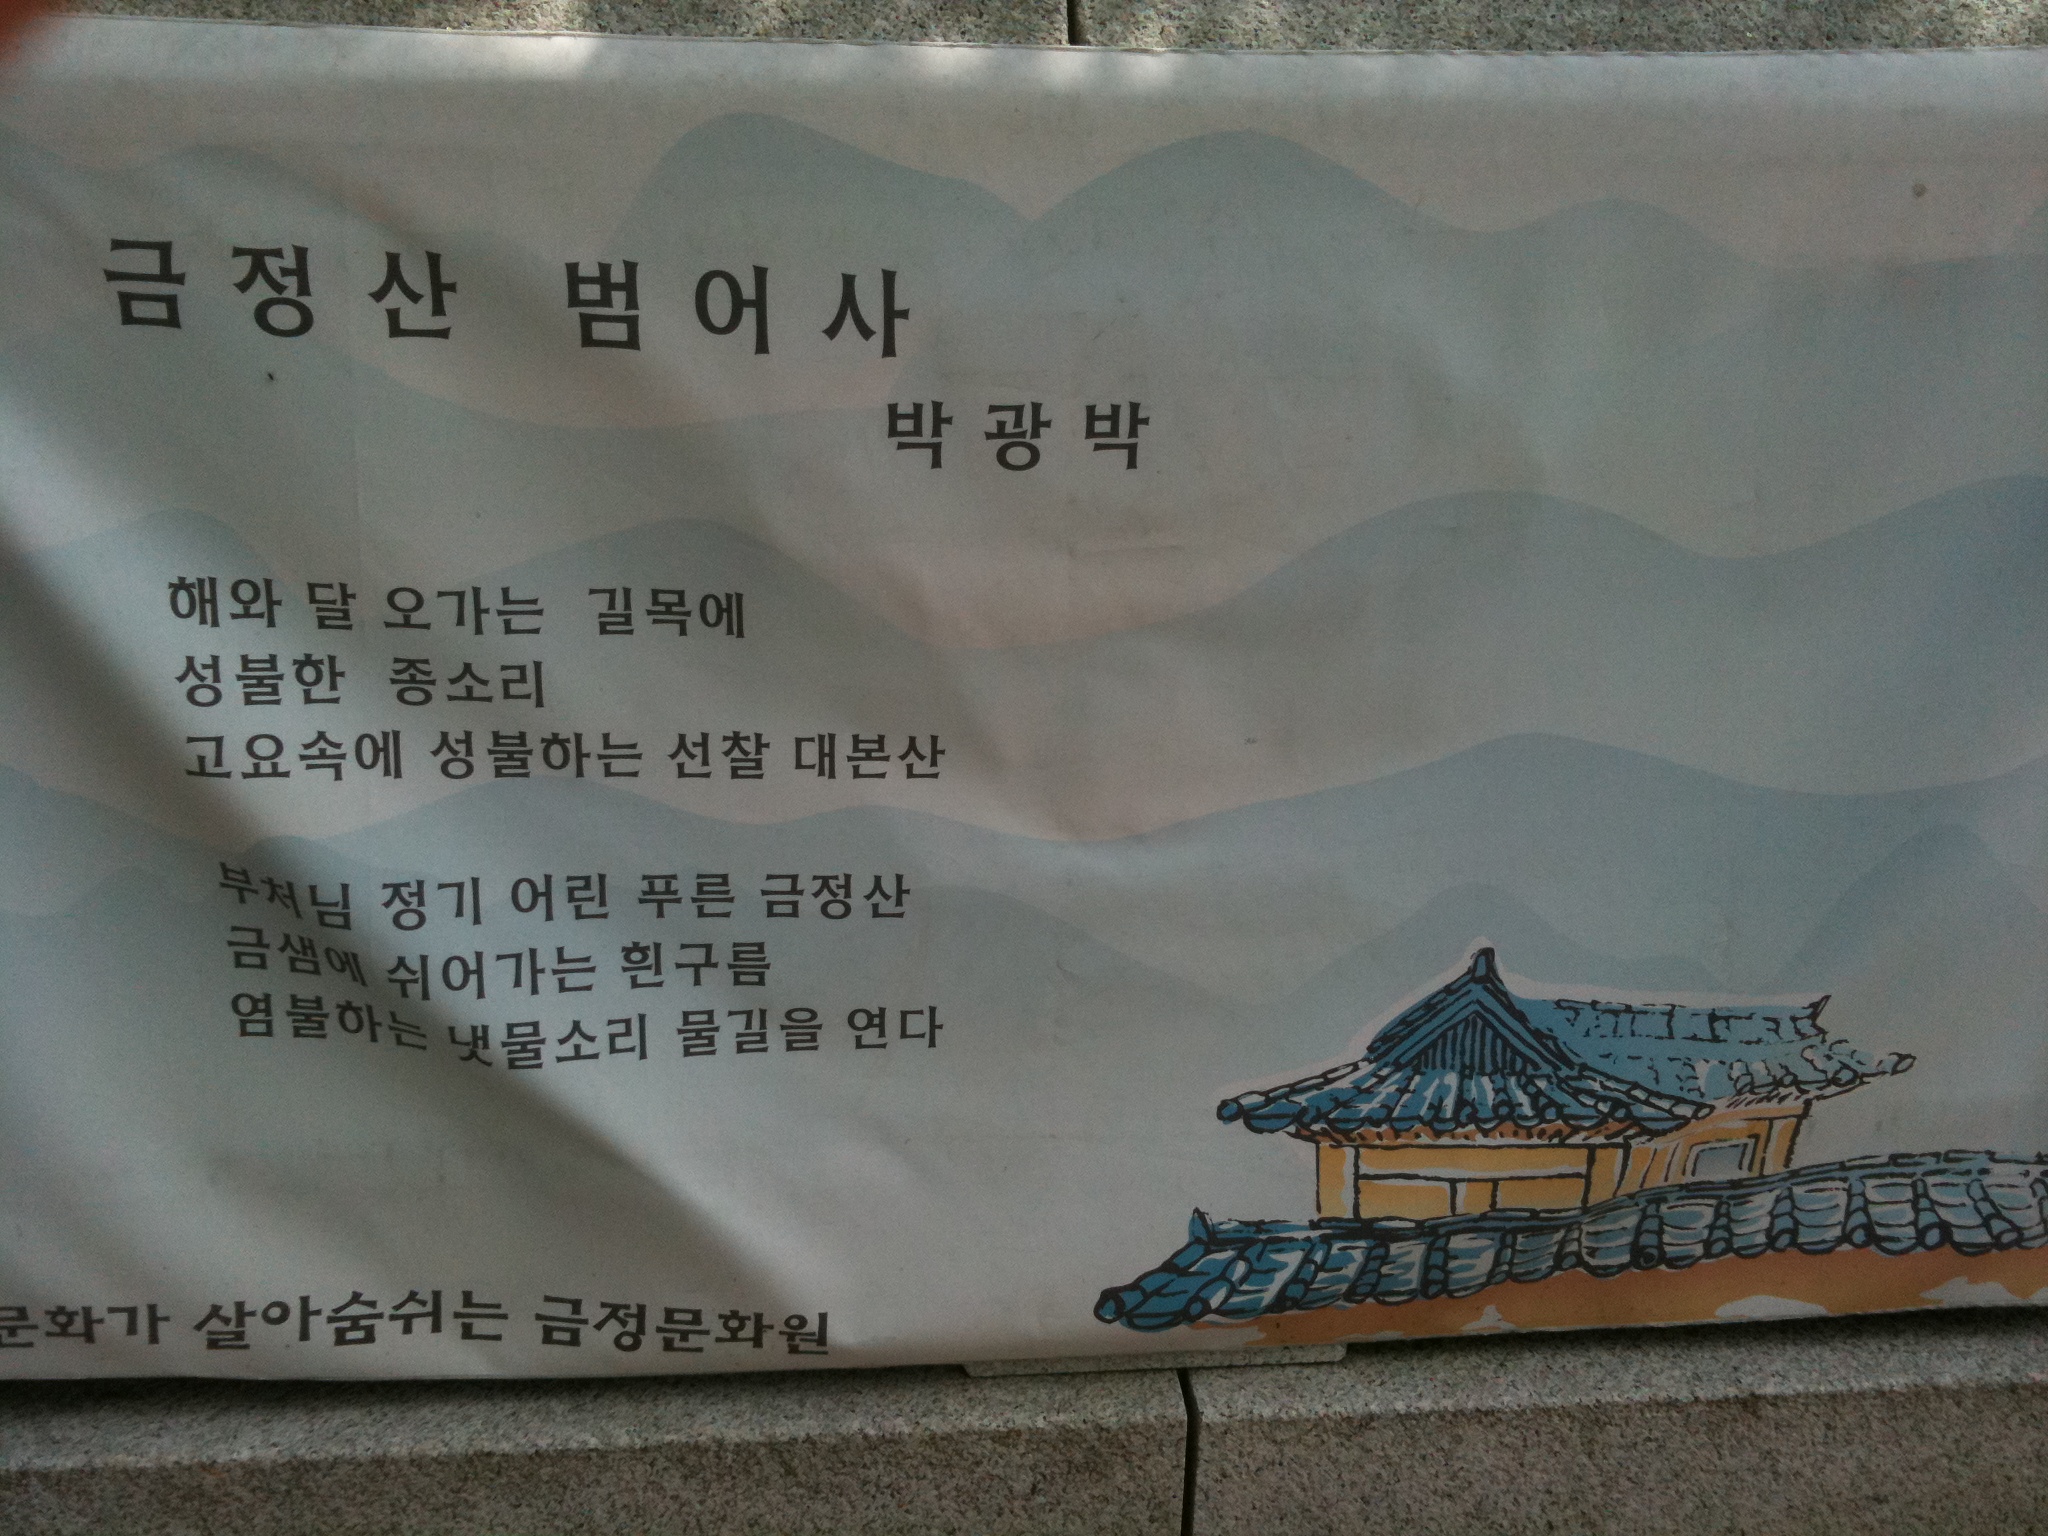 금정산 범어사
박광박
해와 달 오가는 길목에
성불한 종소리
고요속에 성불하는 선찰 대본산
부처님 정기 어린 푸른 금정산
금샘에 쉬어가는 흰구름
염불하는 냇물소리 물길을 연다
문화가 살아숨쉬는 금정문화원